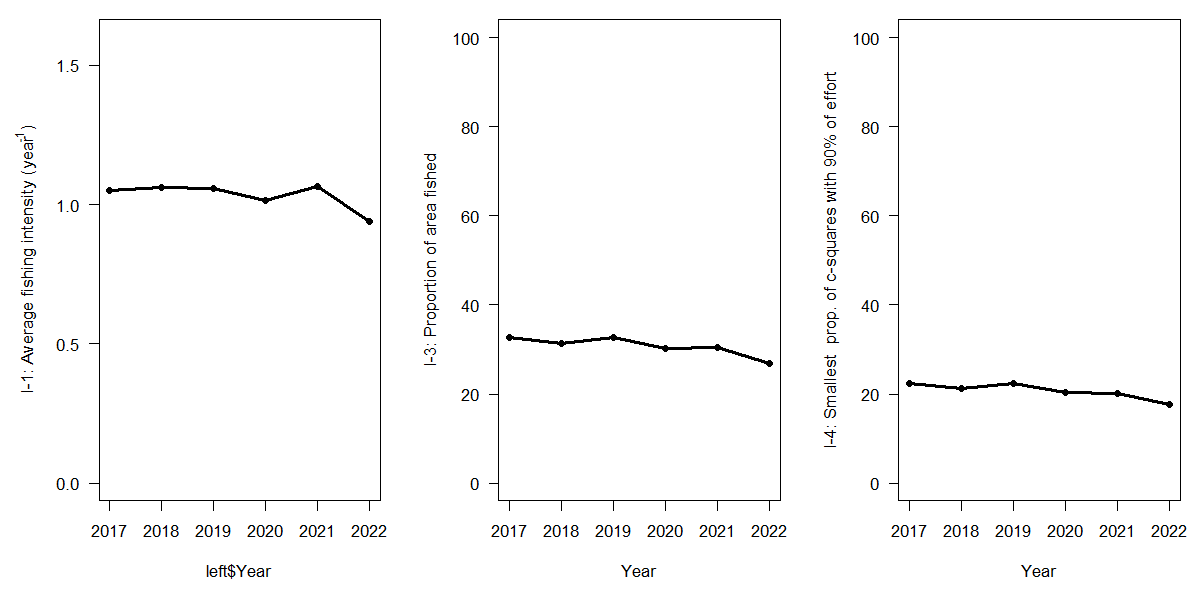 I-1: Average fishing intensity (year-1)
1.5
1.0
0.5
0.0
2017 2018 2019 2020 2021 2022
left$Year
I-3: Proportion of area fished
100
80
60
40
20
0
2017 2018 2019 2020 2021 2022
Year
I-4: Smallest  prop. of c-squares with 90% of effort
100
80
60
40
20
0
2017 2018 2019 2020 2021 2022
Year